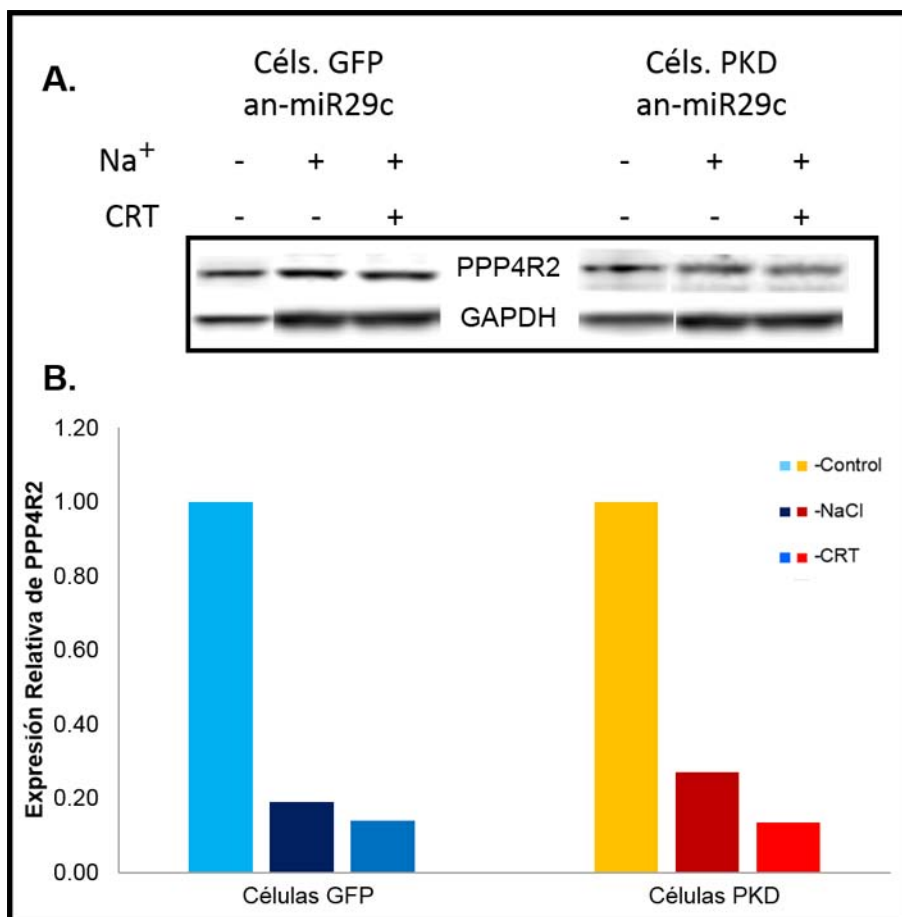 A.
Céls. GFP
an-miR29c
Céls. PKD
an-miR29c
Na+ - + + - + +
CRT - - + - - +
PPP4R2
GAPDH
B.
Expresión Relativa de PPP4R2
1.20
1.00
0.80
0.60
0.40
0.20
0.00
-Control
-NaCl
-CRT
Células GFP
Células PKD